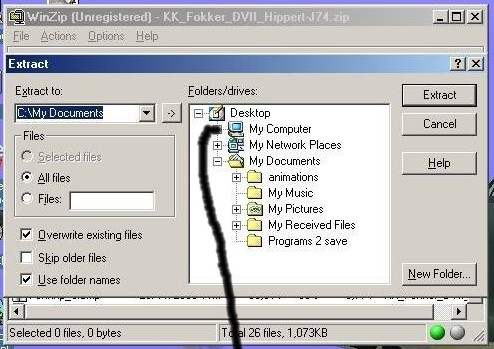 WinZip (Unregistered) - KK_Fokker_DVII_Hippert-J74.zip
File Actions Options Help
Extract
Extract to:
C:\My Documents
Folders/drives:
Desktop
My Computer
My Network Places
My Documents
animations
My Music
My Pictures
My Received Files
Programs 2 save
Files
Selected files
All files
Files:
Overwrite existing files
Skip older files
Use folder names
Extract
Cancel
Help
New Folder...
Selected 0 files, 0 bytes
Total 26 files, 1,073KB